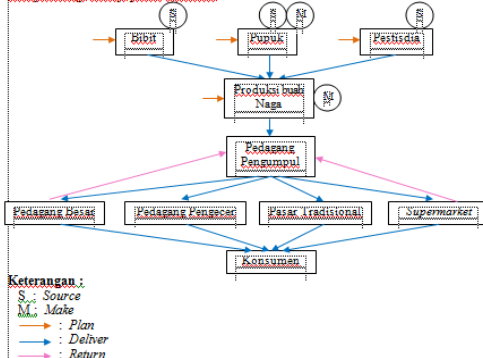 Bibit
Pupuk
Pestisdia
Produksi buah
Naga
Pedagang
Pengumpul
Pedagang Besar
Pedagang Pengecer
Pasar Tradisional
Supermarket
Konsumen
Keterangan :
S : Source
M : Make
: Plan
: Deliver
: Return